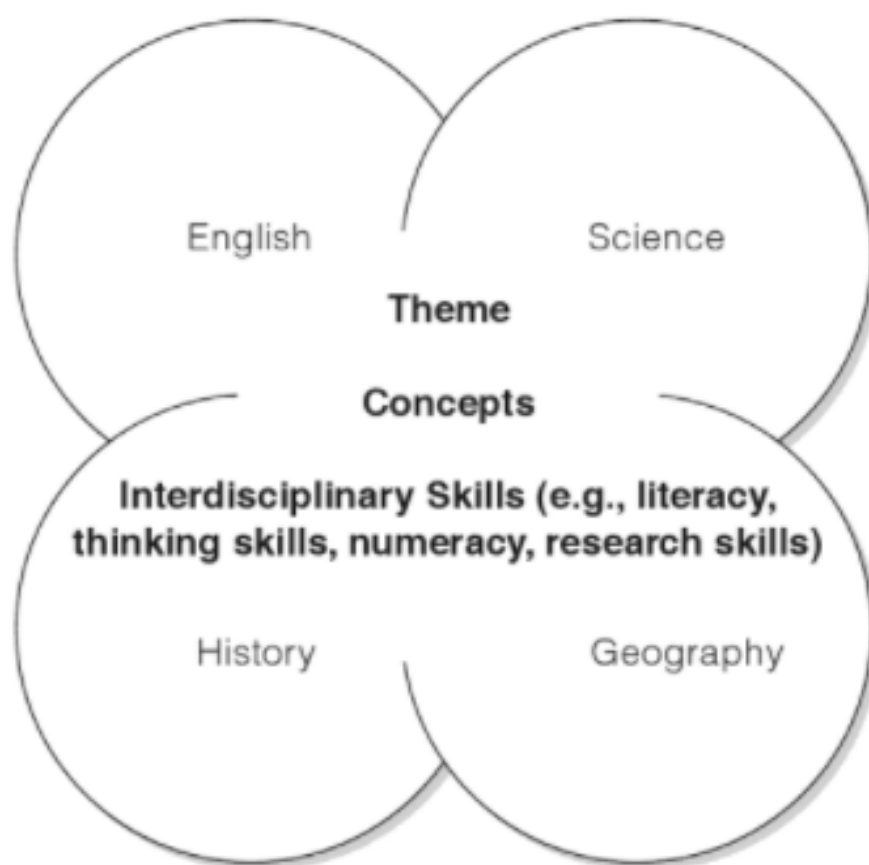 English
Science
Theme
Concepts
Interdisciplinary Skills (e.g., literacy,
thinking skills, numeracy, research skills)
History
Geography